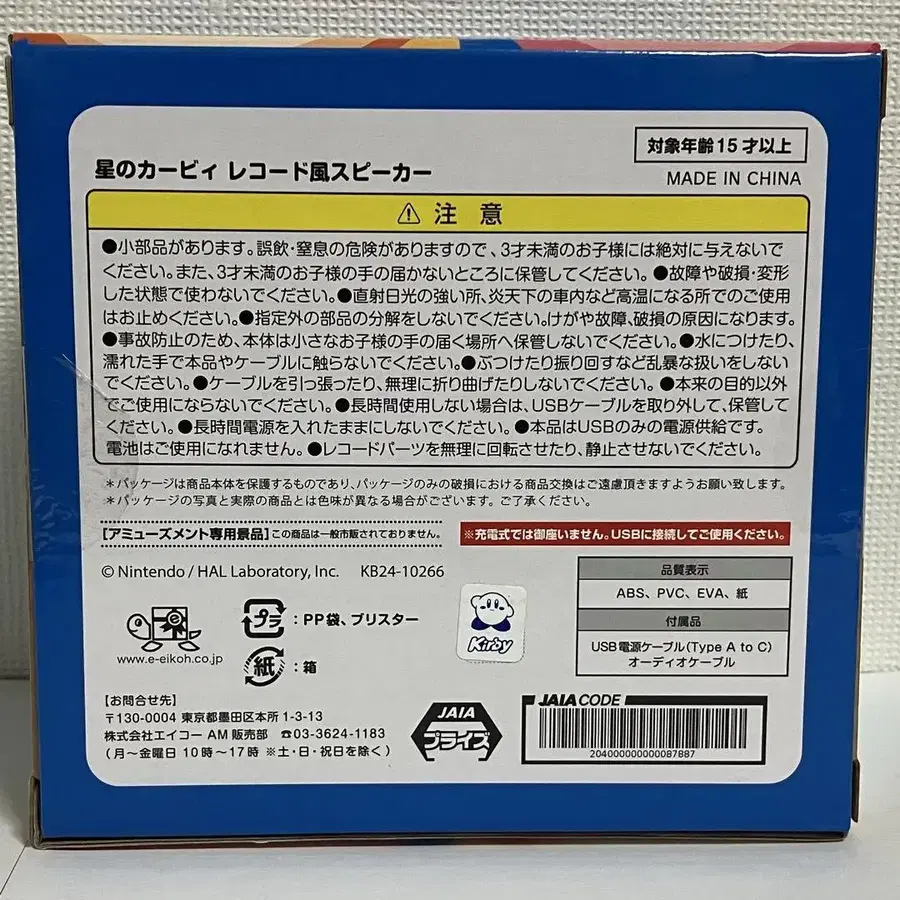 対象年齢15才以上
星のカービィ レコード風スピーカー
MADE IN CHINA
⚠ 注意
●小部品があります。誤飲・窒息の危険がありますので、3才未満のお子様には絶対に与えないで
ください。また、3才未満のお子様の手の届かないところに保管してください。●故障や破損・変形
した状態で使わないでください。●直射日光の強い所、炎天下の車内など高温になる所でのご使用
はお止めください。●指定外の部品の分解をしないでください。けがや故障、破損の原因になります。
●事故防止のため、本体は小さなお子様の手の届く場所へ保管しないでください。●水につけたり、
濡れた手で本品やケーブルに触らないでください。●ぶつけたり振り回すなど乱暴な扱いをしない
でください。●ケーブルを引っ張ったり、無理に折り曲げたりしないでください。●本来の目的以外
でご使用にならないでください。●長時間使用しない場合は、USBケーブルを取り外して、保管して
ください。●長時間電源を入れたままにしないでください。●本品はUSBのみの電源供給です。
電池はご使用になれません。●レコードパーツを無理に回転させたり、静止させないでください。
＊パッケージは商品本体を保護するものであり、パッケージのみの破損における商品交換はご遠慮頂きますようお願い致します。
＊パッケージの写真と実際の商品とは色味が異なる場合がございます。ご了承ください。
【アミューズメント専用景品】この商品は一般市販されておりません。
※充電式では御座いません。USBに接続してご使用ください。
© Nintendo / HAL Laboratory, Inc. KB24-10266
品質表示
ABS、PVC、EVA、紙
付属品
USB電源ケーブル(Type A to C)
オーディオケーブル
e
www.e-eikoh.co.jp
プラ：PP袋、ブリスター
紙：箱
Kirby
【お問合せ先】
〒130-0004 東京都墨田区本所1-3-13
株式会社エイコー AM販売部 ☎03-3624-1183
(月～金曜日 10時～17時 ※土・日・祝日を除く)
JAIA
プライズ
JAIA CODE
204000000000087887